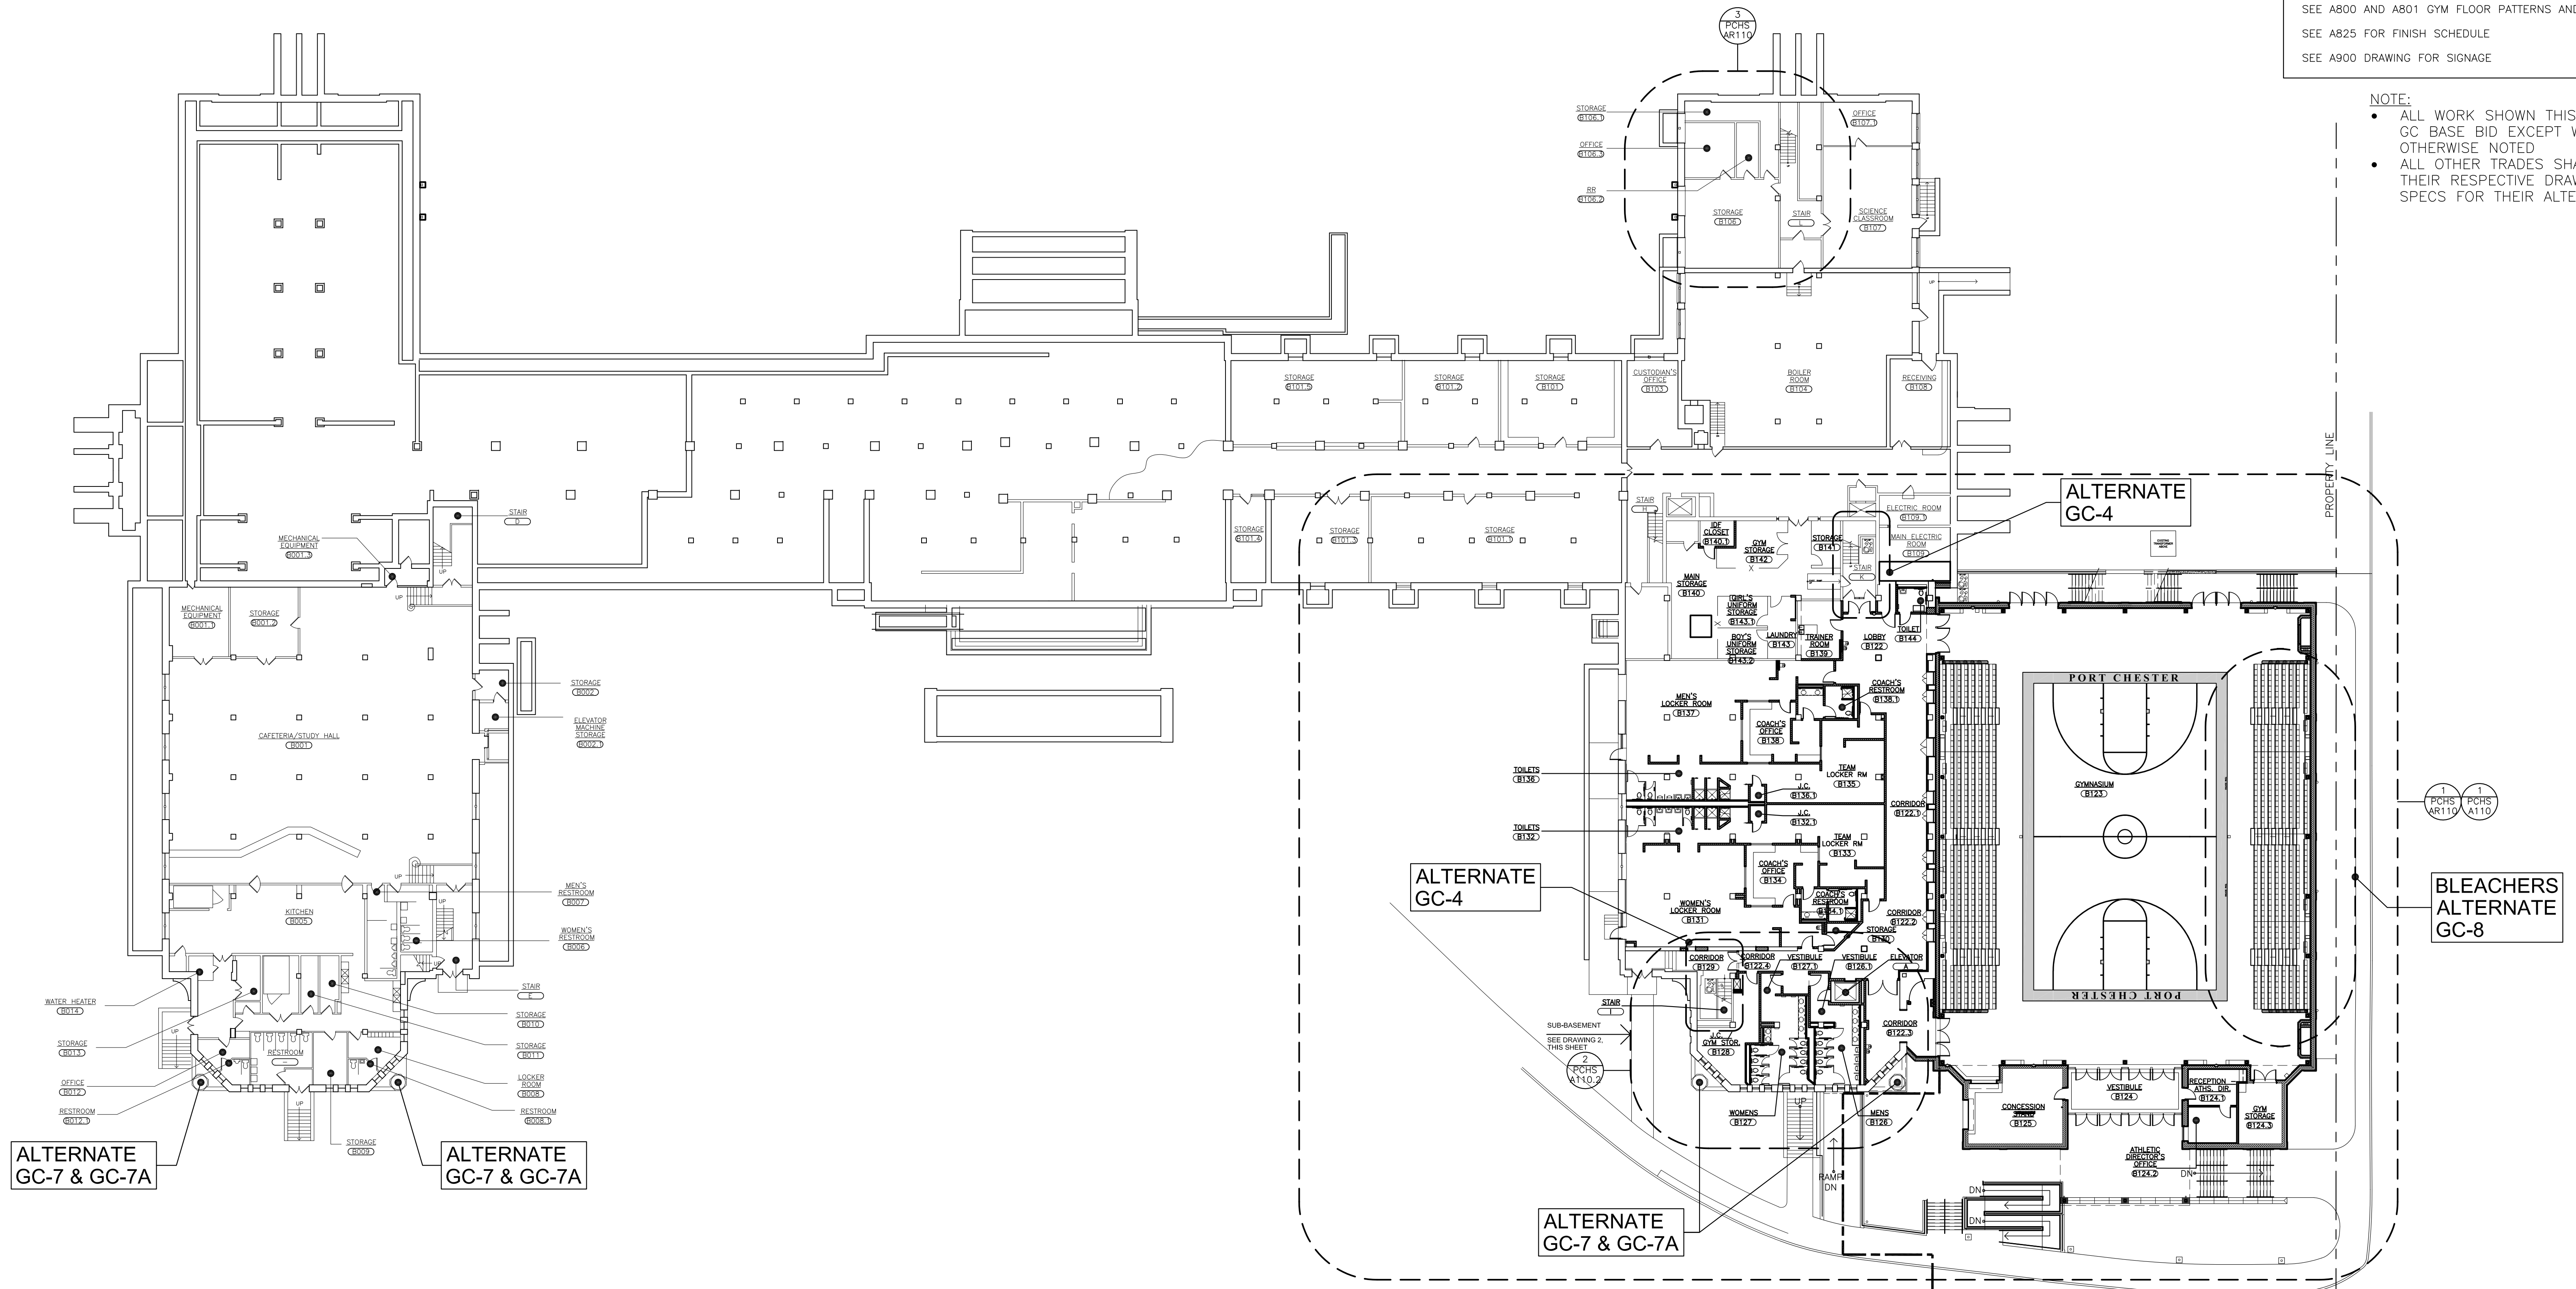 SEE A800 AND A801 GYM FLOOR PATTERNS AND
SEE A825 FOR FINISH SCHEDULE
SEE A900 DRAWING FOR SIGNAGE
NOTE:
• ALL WORK SHOWN THIS
GC BASE BID EXCEPT W
OTHERWISE NOTED
• ALL OTHER TRADES SHA
THEIR RESPECTIVE DRAW
SPECS FOR THEIR ALTE
3
PCHS
AR110
STORAGE
B106.1
OFFICE
B106.3
RR
B106.2
OFFICE
B107.1
STORAGE
B106
STAIR
L
SCIENCE
CLASSROOM
B107
UP
STORAGE
B101.5
STORAGE
B101.2
STORAGE
B101
CUSTODIAN'S
OFFICE
B103
BOILER
ROOM
B104
RECEIVING
B108
PROPERTY LINE
STAIR
D
MECHANICAL
EQUIPMENT
B001.3
UP
UP
MECHANICAL
EQUIPMENT
B001.1
STORAGE
B001.2
STORAGE
B101.4
STORAGE
B101.3
STORAGE
B101.1
STAIR
H
IDF
CLOSET
B140.1
GYM
STORAGE
B142
STORAGE
B141
ELECTRIC ROOM
B109.1
MAIN ELECTRIC
ROOM
B109
ALTERNATE
GC-4
EXISTING
TRANSFORMER
ABOVE
MAIN
STORAGE
B140
STAIR
K
GIRL'S
UNIFORM
STORAGE
B143.1
BOY'S
UNIFORM
STORAGE
B143.2
LAUNDRY
B143
TRAINER
ROOM
B139
LOBBY
B122
TOILET
B144
STORAGE
B002
ELEVATOR
MACHINE
STORAGE
B002.1
CAFETERIA/STUDY HALL
B001
MEN'S
LOCKER ROOM
B137
COACH'S
RESTROOM
B138.1
COACH'S
OFFICE
B138
PORT CHESTER
TOILETS
B136
TEAM
LOCKER RM
B135
J.C.
B136.1
GYMNASIUM
B123
CORRIDOR
B122.1
1
PCHS
AR110
1
PCHS
A110
TOILETS
B132
J.C.
B132.1
TEAM
LOCKER RM
B133
COACH'S
OFFICE
B134
COACH'S
RESTROOM
B134.1
ALTERNATE
GC-4
WOMEN'S
LOCKER ROOM
B131
CORRIDOR
B122.2
BLEACHERS
ALTERNATE
GC-8
UP
MEN'S
RESTROOM
B007
KITCHEN
B005
UP
WOMEN'S
RESTROOM
B006
UP
STORAGE
B130
CORRIDOR
B129
CORRIDOR
B122.4
VESTIBULE
B127.1
VESTIBULE
B126.1
ELEVATOR
A
PORT CHESTER
WATER HEATER
B014
STAIR
E
STORAGE
B010
STAIR
I
SUB-BASEMENT
SEE DRAWING 2,
THIS SHEET
2
PCHS
A110.2
CORRIDOR
B122.3
UP
STORAGE
B013
RESTROOM
STORAGE
B011
J.C.
GYM STOR.
B128
OFFICE
B012
LOCKER
ROOM
B008
VESTIBULE
B124
RECEPTION
ATHS. DIR.
B124.1
CONCESSION
STAND
B125
GYM
STORAGE
B124.3
RESTROOM
B012.1
UP
RESTROOM
B008.1
STORAGE
B009
WOMENS
B127
UP
MENS
B126
ALTERNATE
GC-7 & GC-7A
ALTERNATE
GC-7 & GC-7A
ATHLETIC
DIRECTOR'S
OFFICE
B124.2
DN
RAMP
DN
DN
DN
ALTERNATE
GC-7 & GC-7A